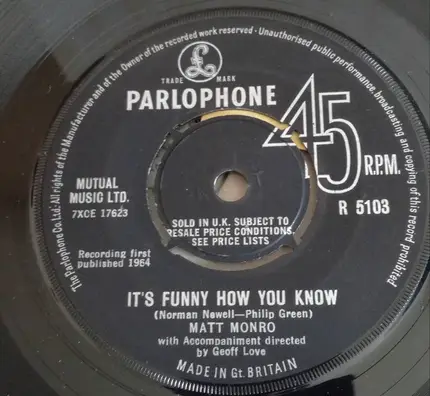 The Parlophone Co. Ltd. All rights of the Manufacturer and of the Owner of the recorded work reserved · Unauthorised public performance, broadcasting and copying of this record prohibited
£
TRADE MARK
PARLOPHONE
45
R.P.M.
MUTUAL
MUSIC LTD.
7XCE 17623
R 5103
SOLD IN U.K. SUBJECT TO
RESALE PRICE CONDITIONS,
SEE PRICE LISTS
Recording first
published 1964
IT'S FUNNY HOW YOU KNOW
(Norman Newell—Philip Green)
MATT MONRO
with Accompaniment directed
by Geoff Love
MADE IN Gt. BRITAIN